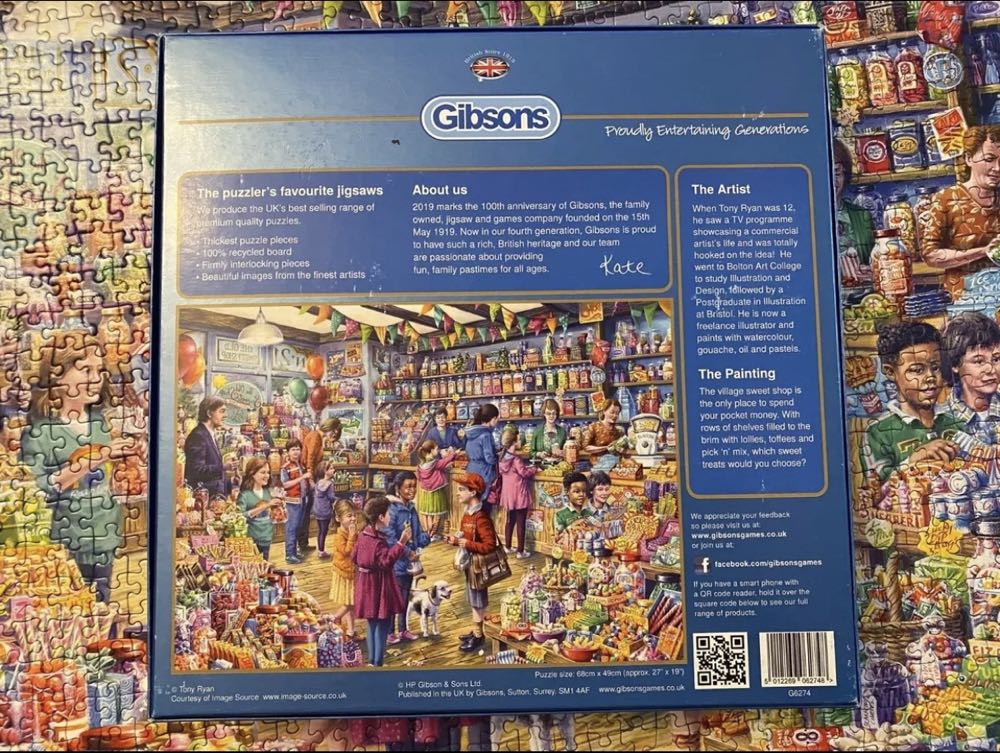 British Since 1919
Gibsons
Proudly Entertaining Generations
The puzzler's favourite jigsaws
We produce the UK's best selling range of
premium quality puzzles.
• Thickest puzzle pieces
• 100% recycled board
• Firmly interlocking pieces
• Beautiful images from the finest artists
About us
2019 marks the 100th anniversary of Gibsons, the family
owned, jigsaw and games company founded on the 15th
May 1919. Now in our fourth generation, Gibsons is proud
to have such a rich, British heritage and our team
are passionate about providing
fun, family pastimes for all ages.
Kate
The Artist
When Tony Ryan was 12,
he saw a TV programme
showcasing a commercial
artist's life and was totally
hooked on the idea! He
went to Bolton Art College
to study Illustration and
Design, followed by a
Postgraduate in Illustration
at Bristol. He is now a
freelance illustrator and
paints with watercolour,
gouache, oil and pastels.
The Painting
The village sweet shop is
the only place to spend
your pocket money. With
rows of shelves filled to the
brim with lollies, toffees and
pick 'n' mix, which sweet
treats would you choose?
We appreciate your feedback
so please visit us at:
www.gibsonsgames.co.uk
or join us at:
f facebook.com/gibsonsgames
If you have a smart phone with
a QR code reader, hold it over the
square code below to see our full
range of products.
5 012269 062748 >
G6274
Puzzle size: 68cm x 49cm (approx. 27" x 19")
© Tony Ryan
Courtesy of Image Source www.image-source.co.uk
© HP Gibson & Sons Ltd.
Published in the UK by Gibsons, Sutton, Surrey. SM1 4AF www.gibsonsgames.co.uk